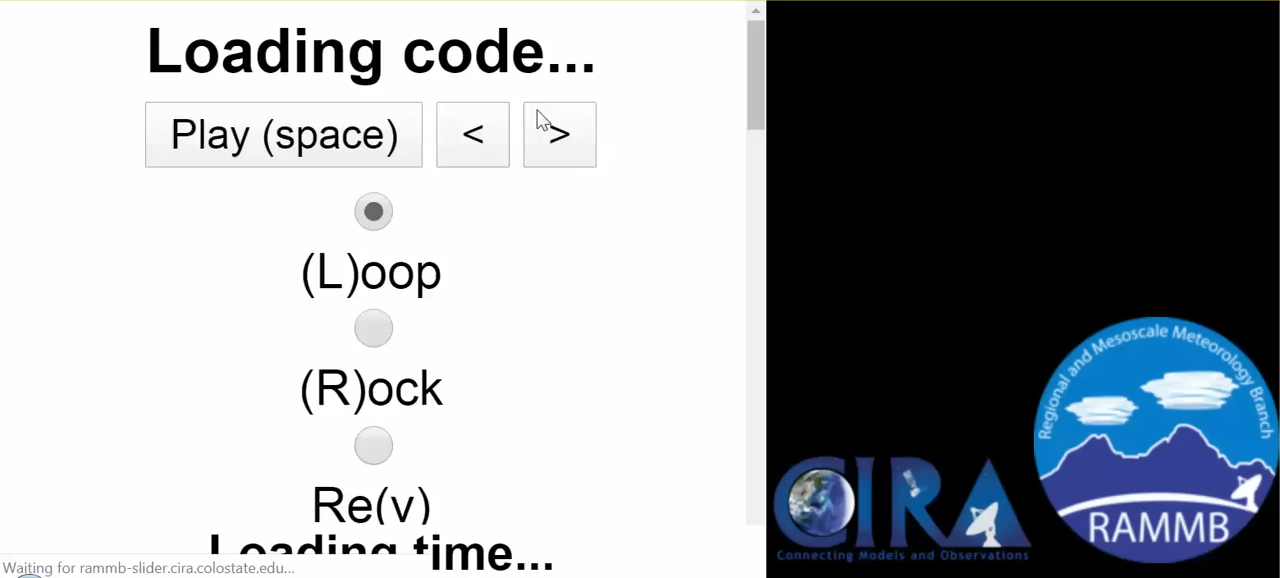 Loading code...
Play (space) < >
(L)oop
(R)ock
Re(v)
Loading time...
Waiting for rammb-slider.cira.colostate.edu...
CIRA
Connecting Models and Observations
Regional and Mesoscale Meteorology Branch
RAMMB